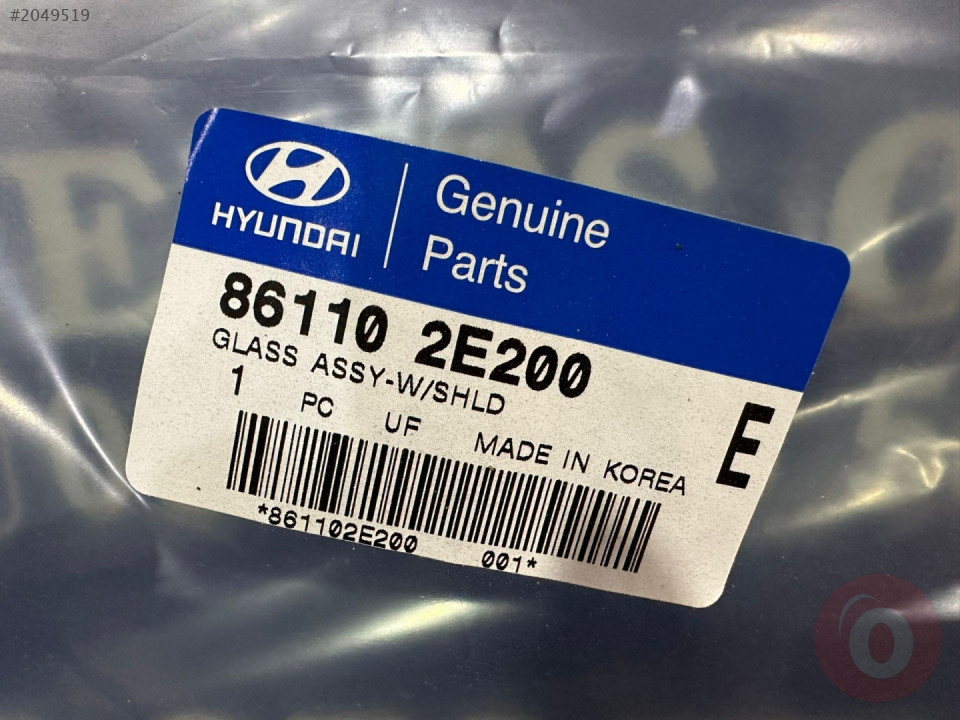 #2049519
HYUNDAI
Genuine
Parts
86110 2E200
GLASS ASSY-W/SHLD
1 PC UF MADE IN KOREA
E
*861102E200 001*